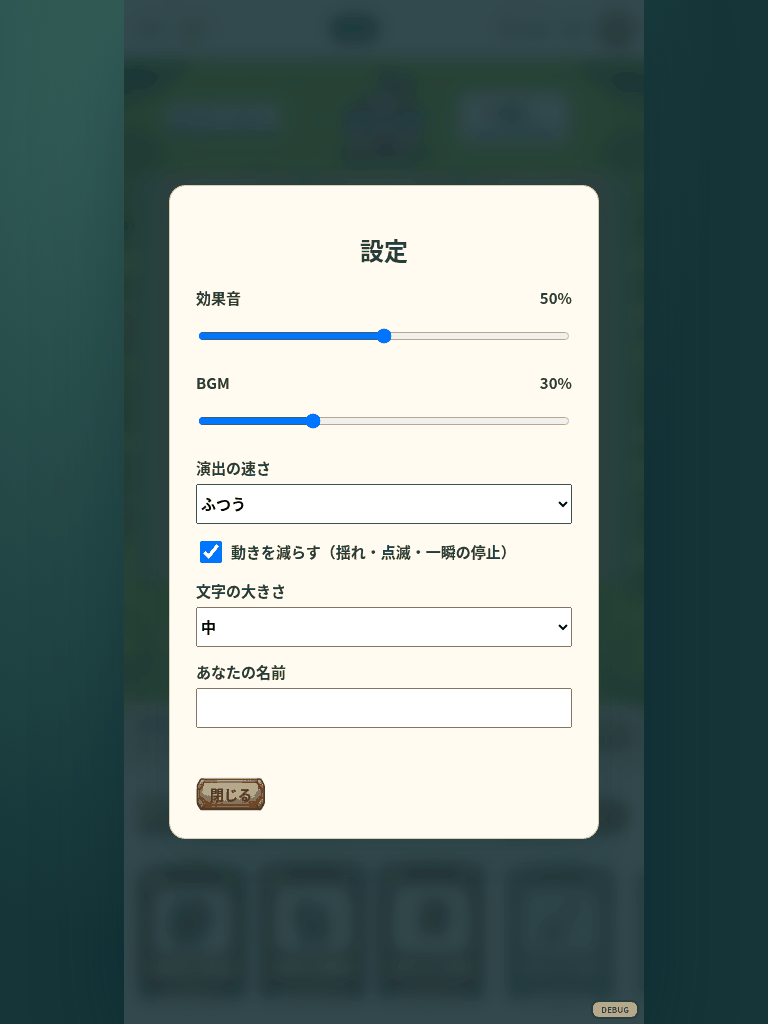 設定
効果音 50%
BGM 30%
演出の速さ
ふつう
動きを減らす（揺れ・点滅・一瞬の停止）
文字の大きさ
中
あなたの名前
閉じる
DEBUG